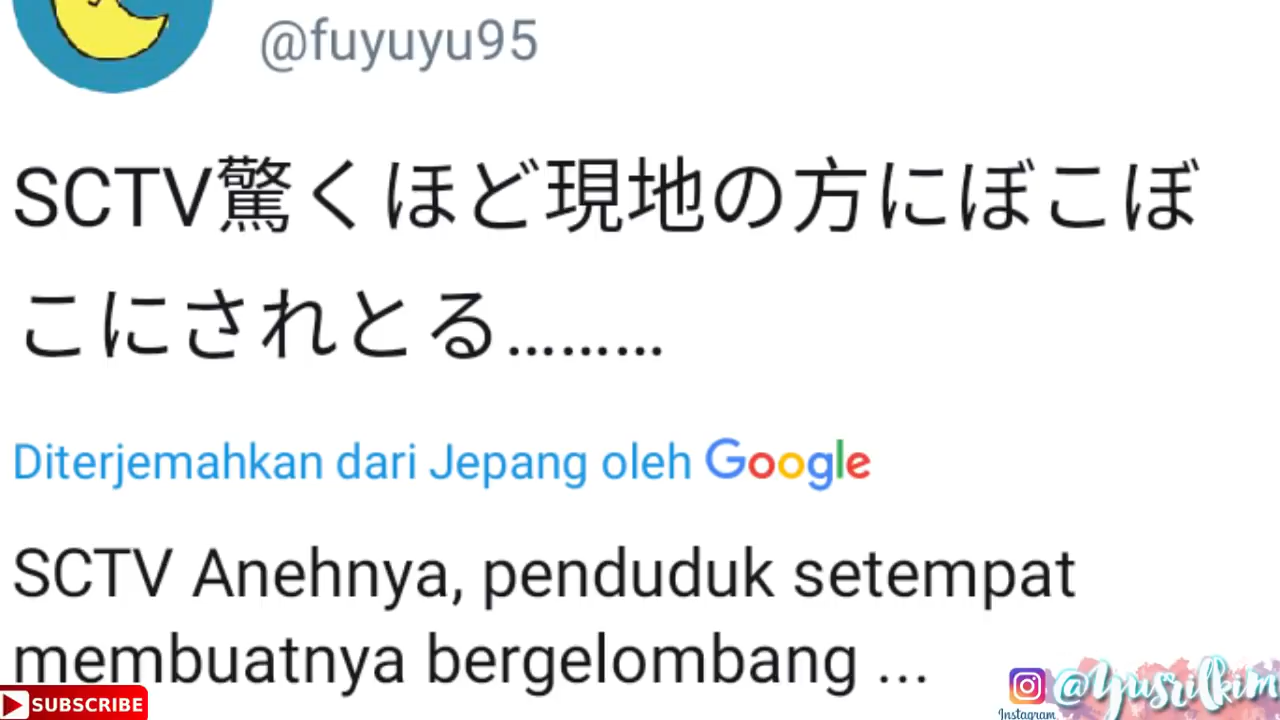 @fuyuyu95
SCTV驚くほど現地の方にぼこぼ
こにされとる………
Diterjemahkan dari Jepang oleh Google
SCTV Anehnya, penduduk setempat
membuatnya bergelombang ...
SUBSCRIBE
Instagram
@yusrilkim